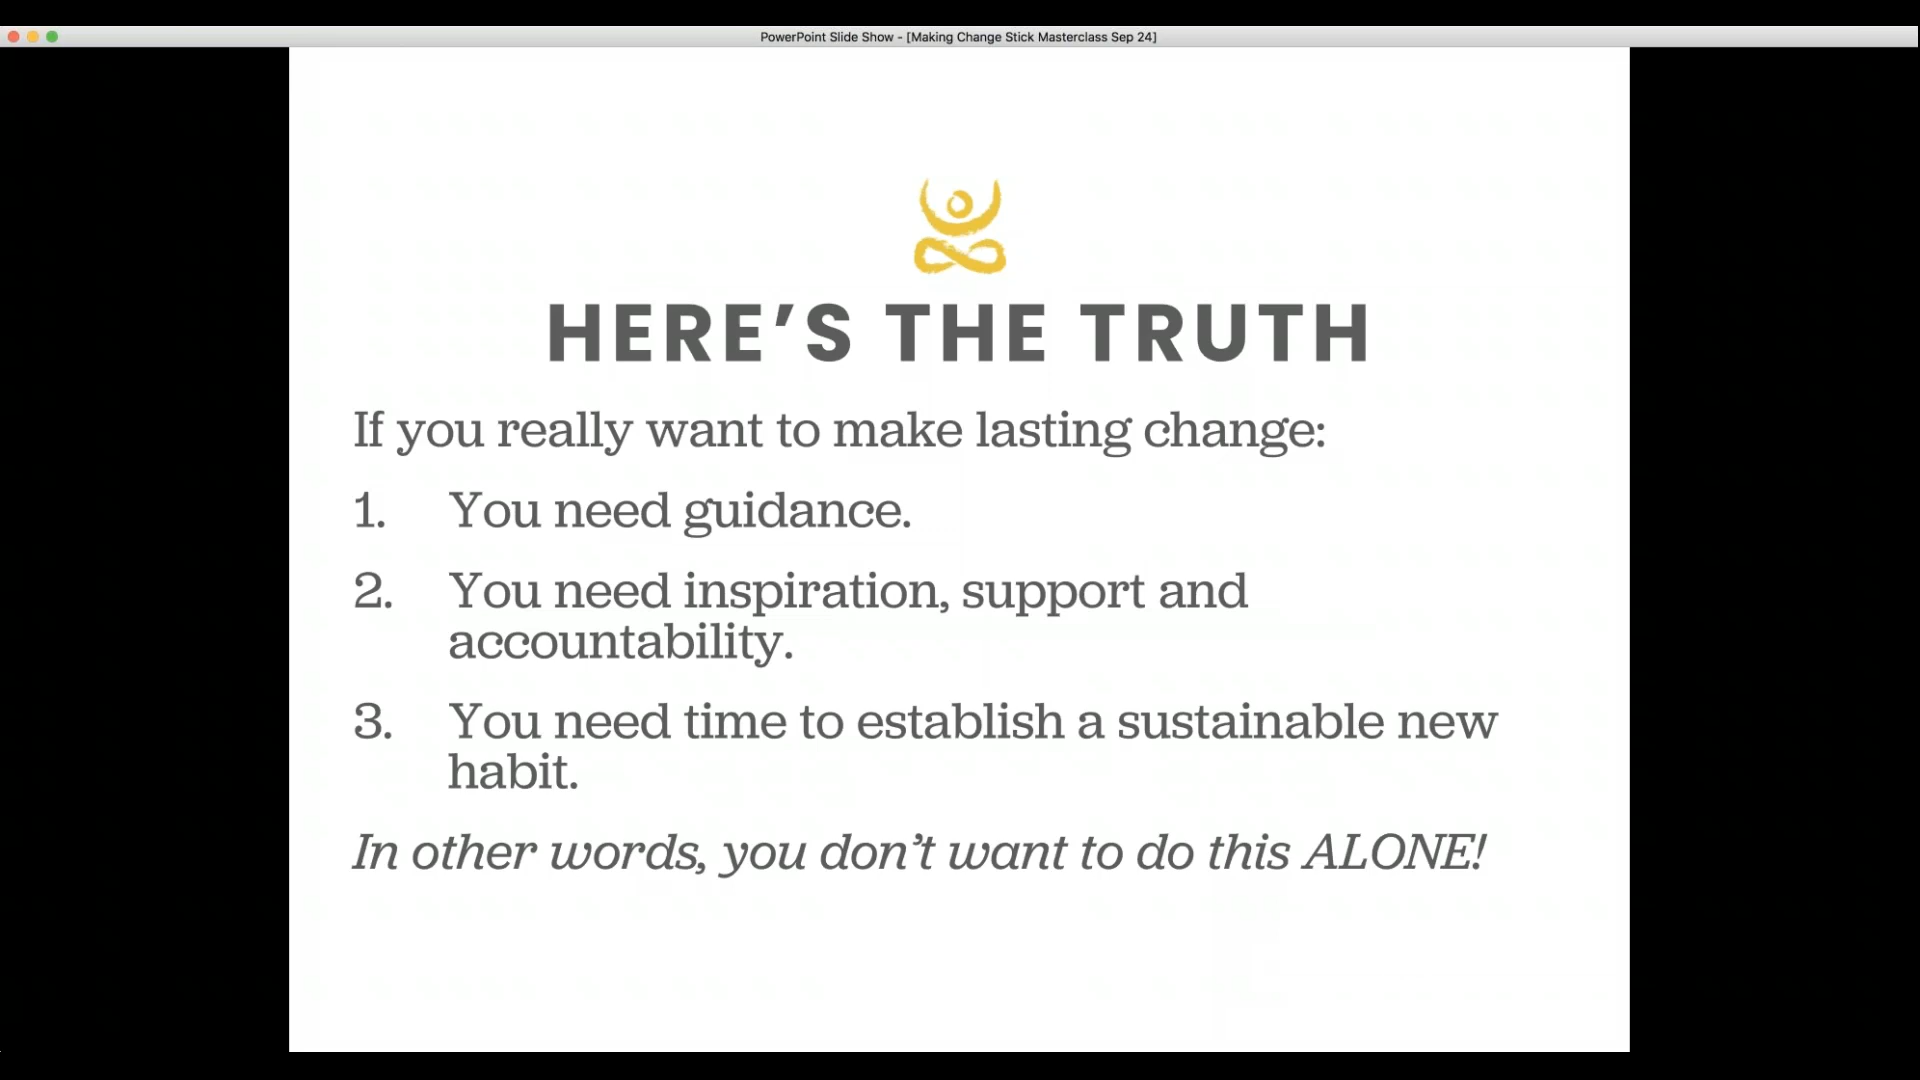 PowerPoint Slide Show - [Making Change Stick Masterclass Sep 24]
HERE’S THE TRUTH
If you really want to make lasting change:
1. You need guidance.
2. You need inspiration, support and
accountability.
3. You need time to establish a sustainable new
habit.
In other words, you don’t want to do this ALONE!